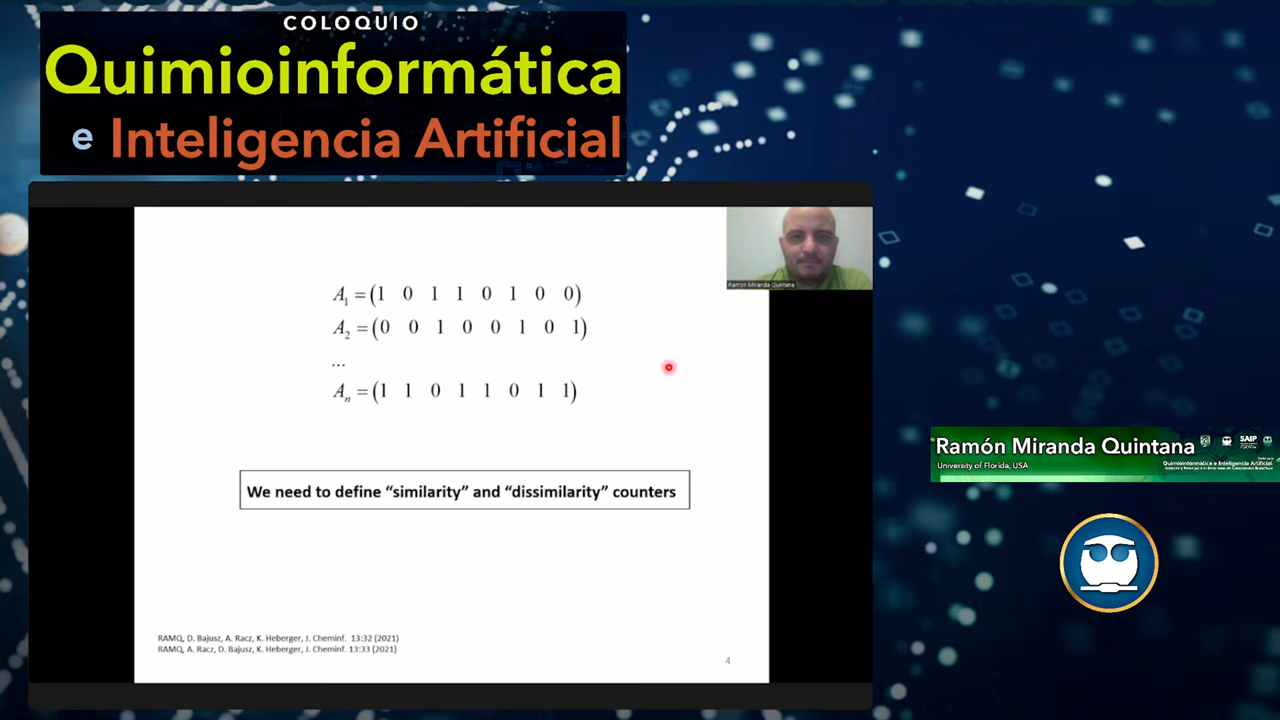 COLOQUIO
Quimioinformática
e Inteligencia Artificial
Ramón Miranda Quintana
A₁ = (1 0 1 1 0 1 0 0)
A₂ = (0 0 1 0 0 1 0 1)
...
Aₙ = (1 1 0 1 1 0 1 1)
We need to define “similarity” and “dissimilarity” counters
RAMQ, D. Bajusz, A. Racz, K. Heberger, J. Cheminf. 13:32 (2021)
RAMQ, A. Racz, D. Bajusz, K. Heberger, J. Cheminf. 13:33 (2021)
4
Ramón Miranda Quintana
SAIP
University of Florida, USA
Quimioinformática e Inteligencia Artificial